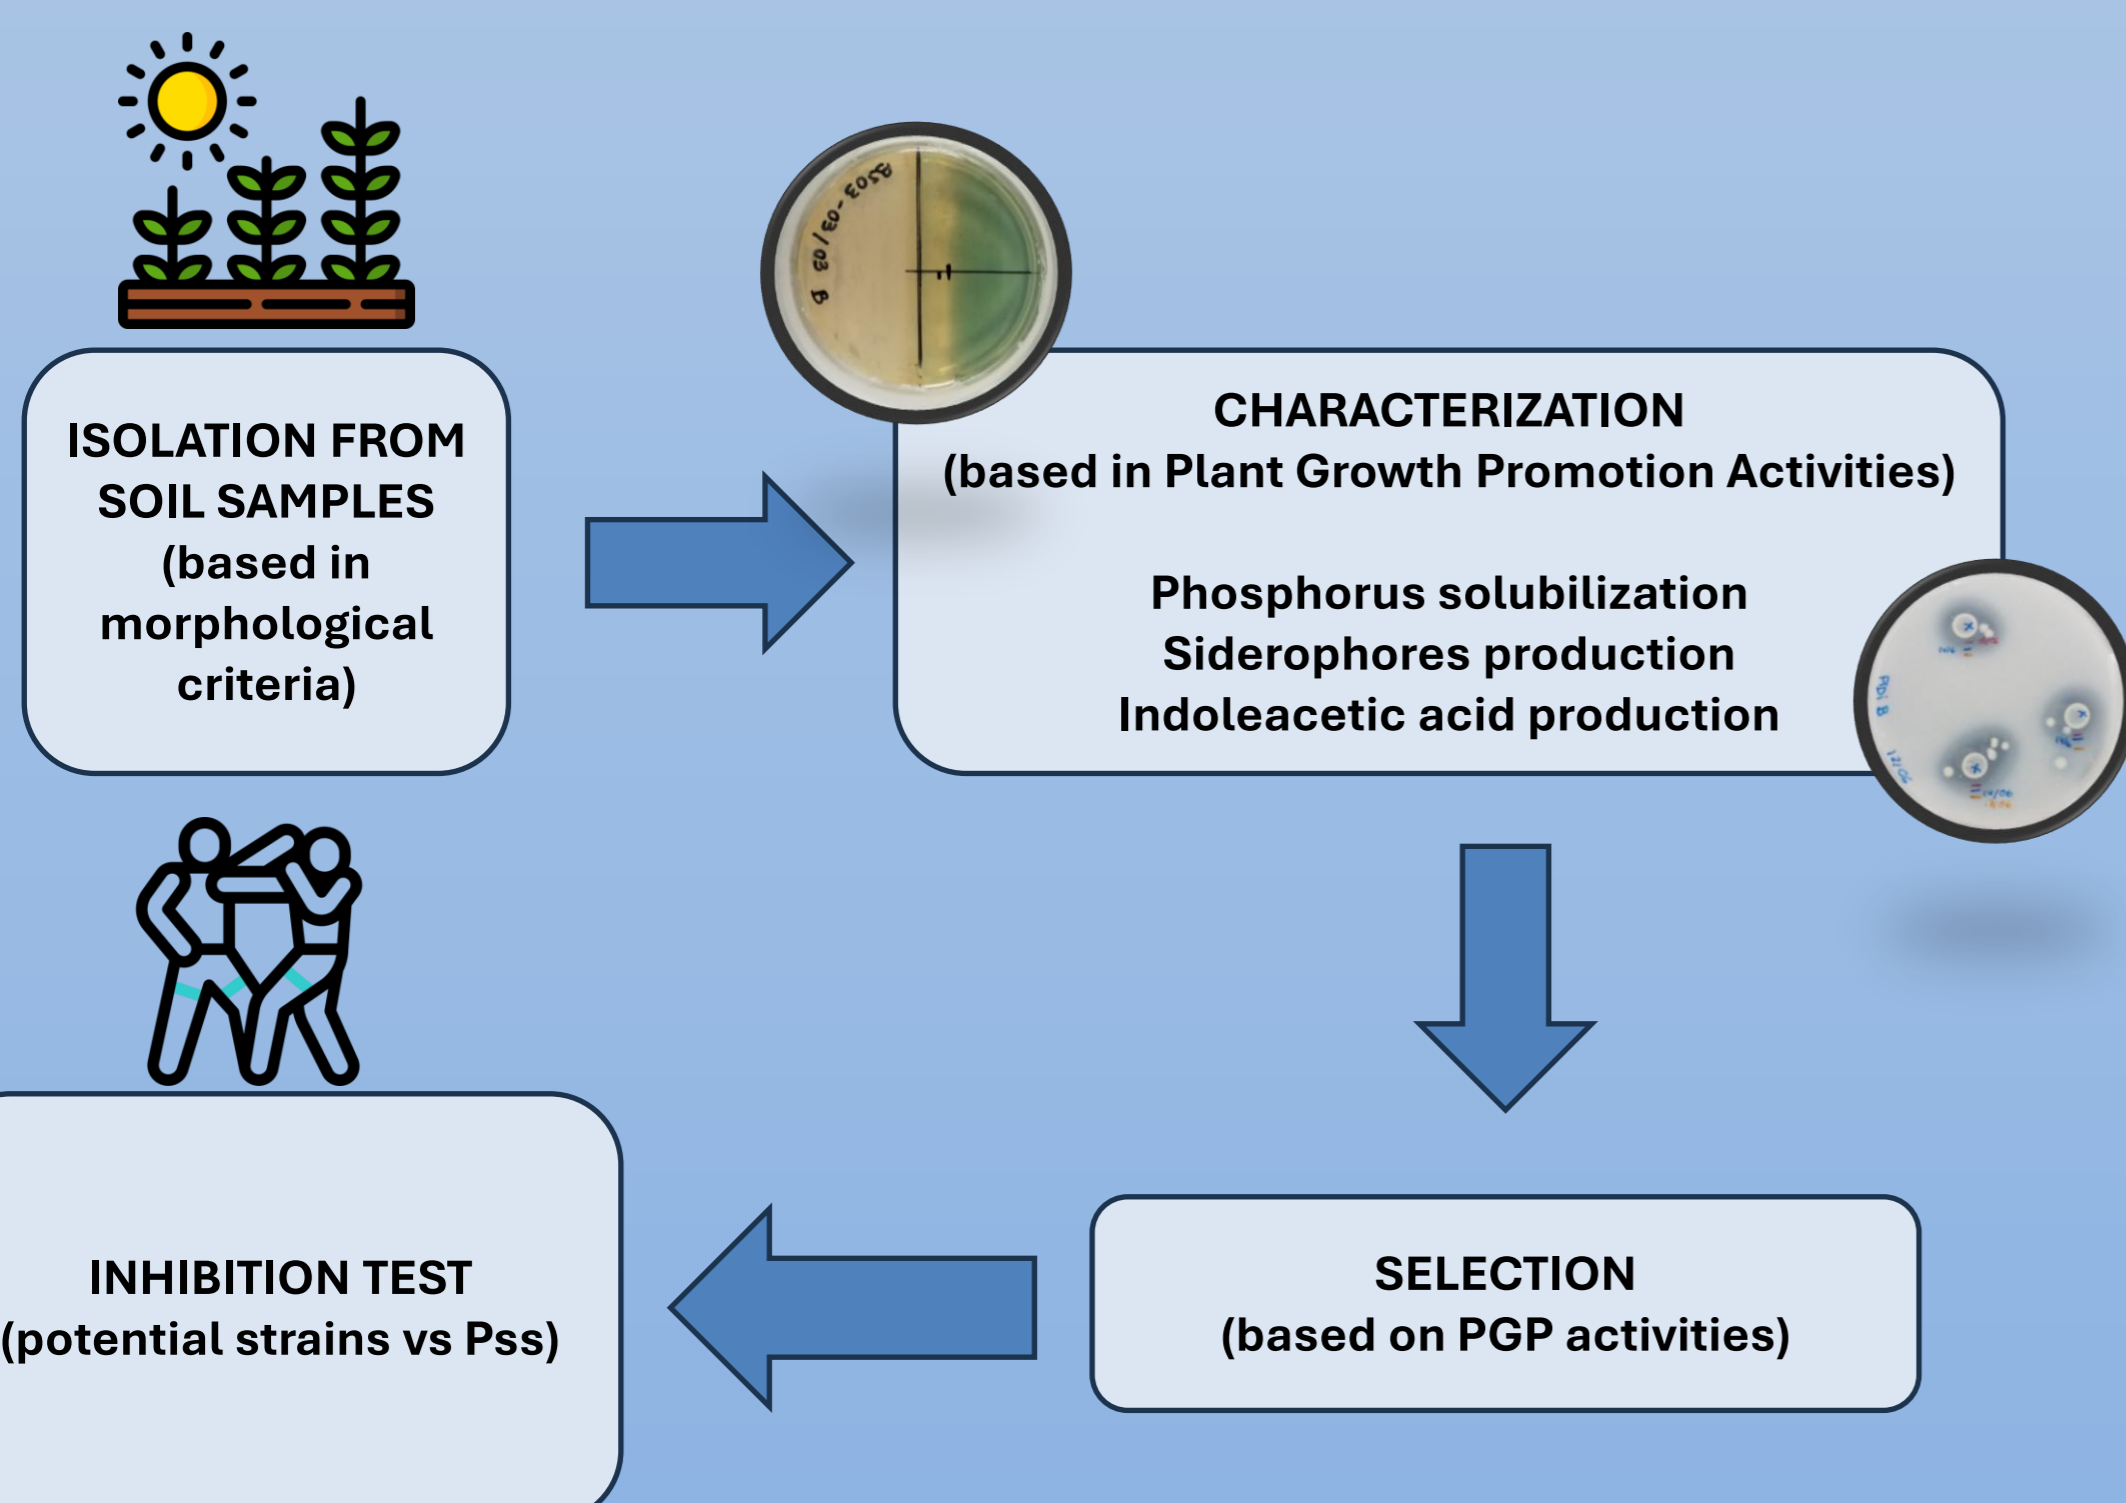 ISOLATION FROM
SOIL SAMPLES
(based in
morphological
criteria)
CHARACTERIZATION
(based in Plant Growth Promotion Activities)
Phosphorus solubilization
Siderophores production
Indoleacetic acid production
SELECTION
(based on PGP activities)
INHIBITION TEST
(potential strains vs Pss)